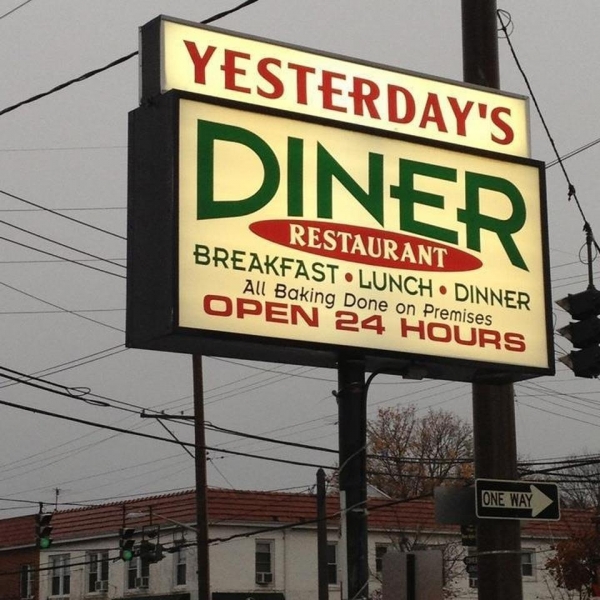 YESTERDAY'S
DINER
RESTAURANT
BREAKFAST • LUNCH • DINNER
All Baking Done on Premises
OPEN 24 HOURS
ONE WAY